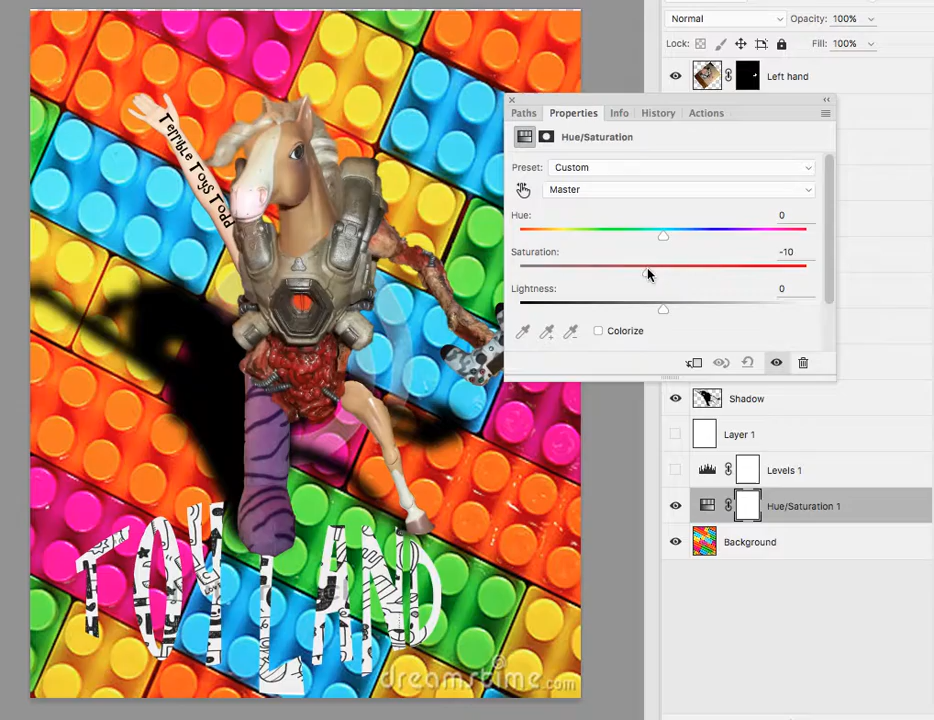 Normal
Opacity: 100%
Lock:
Fill: 100%
Left hand
Paths
Properties
Info
History
Actions
Hue/Saturation
Preset: Custom
Master
Hue: 0
Saturation: -10
Lightness: 0
Colorize
Shadow
Layer 1
Levels 1
Hue/Saturation 1
Background
Terrible Toys Todd
TOYLAND
dreamstime.com